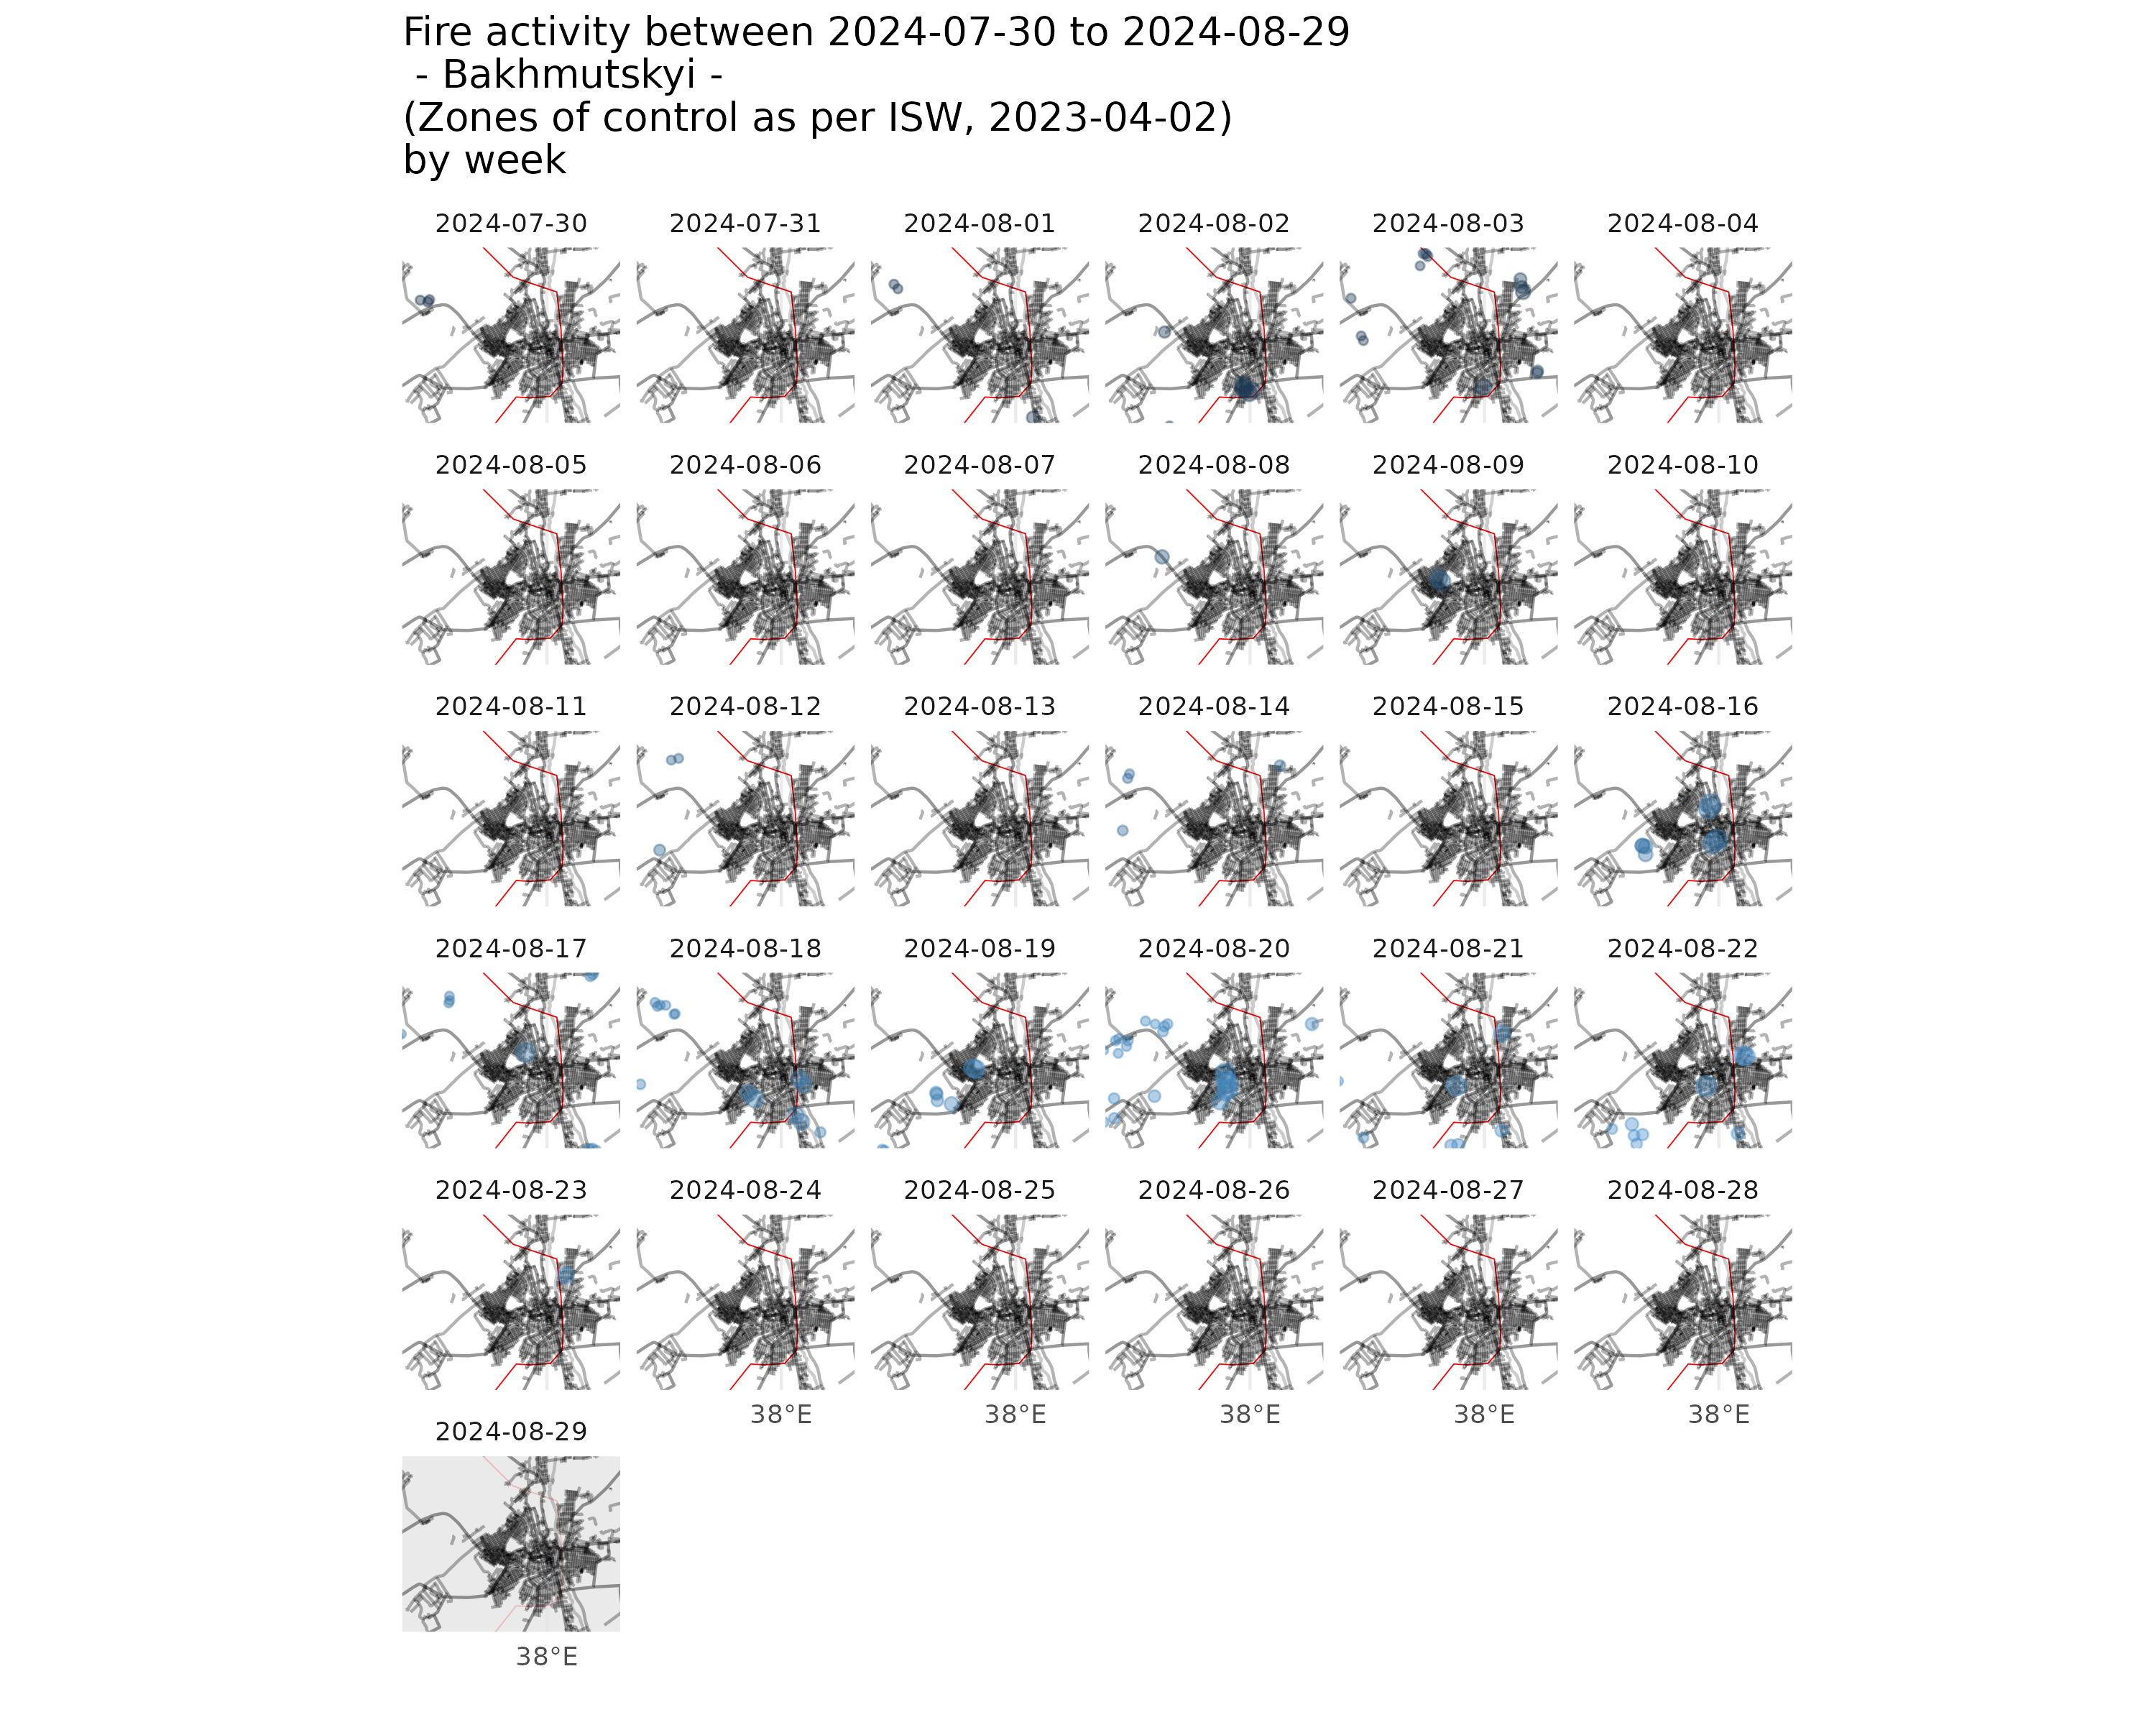 Fire activity between 2024-07-30 to 2024-08-29
- Bakhmutskyi -
(Zones of control as per ISW, 2023-04-02)
by week
2024-07-30 2024-07-31 2024-08-01 2024-08-02 2024-08-03 2024-08-04
2024-08-05 2024-08-06 2024-08-07 2024-08-08 2024-08-09 2024-08-10
2024-08-11 2024-08-12 2024-08-13 2024-08-14 2024-08-15 2024-08-16
2024-08-17 2024-08-18 2024-08-19 2024-08-20 2024-08-21 2024-08-22
2024-08-23 2024-08-24 2024-08-25 2024-08-26 2024-08-27 2024-08-28
38°E 38°E 38°E 38°E 38°E
2024-08-29
38°E